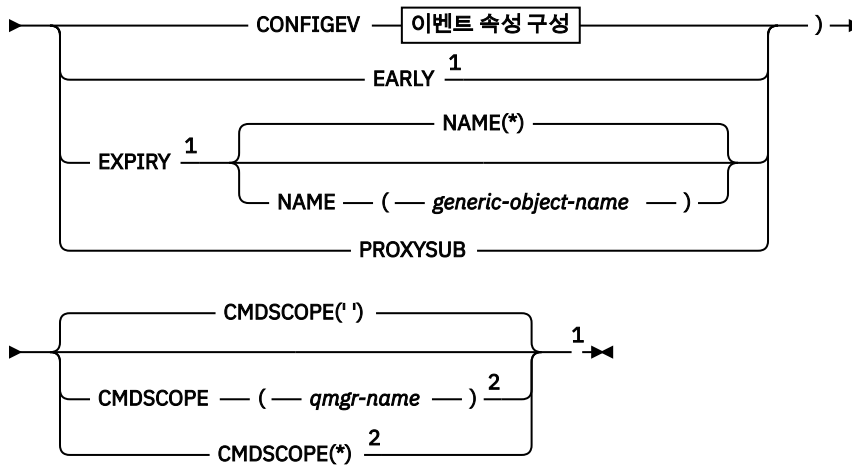 CONFIGEV 이벤트 속성 구성 )
EARLY 1
NAME(*)
EXPIRY 1
NAME ( generic-object-name )
PROXYSUB
CMDSCOPE(' ')
1
CMDSCOPE ( qmgr-name ) 2
CMDSCOPE(*) 2